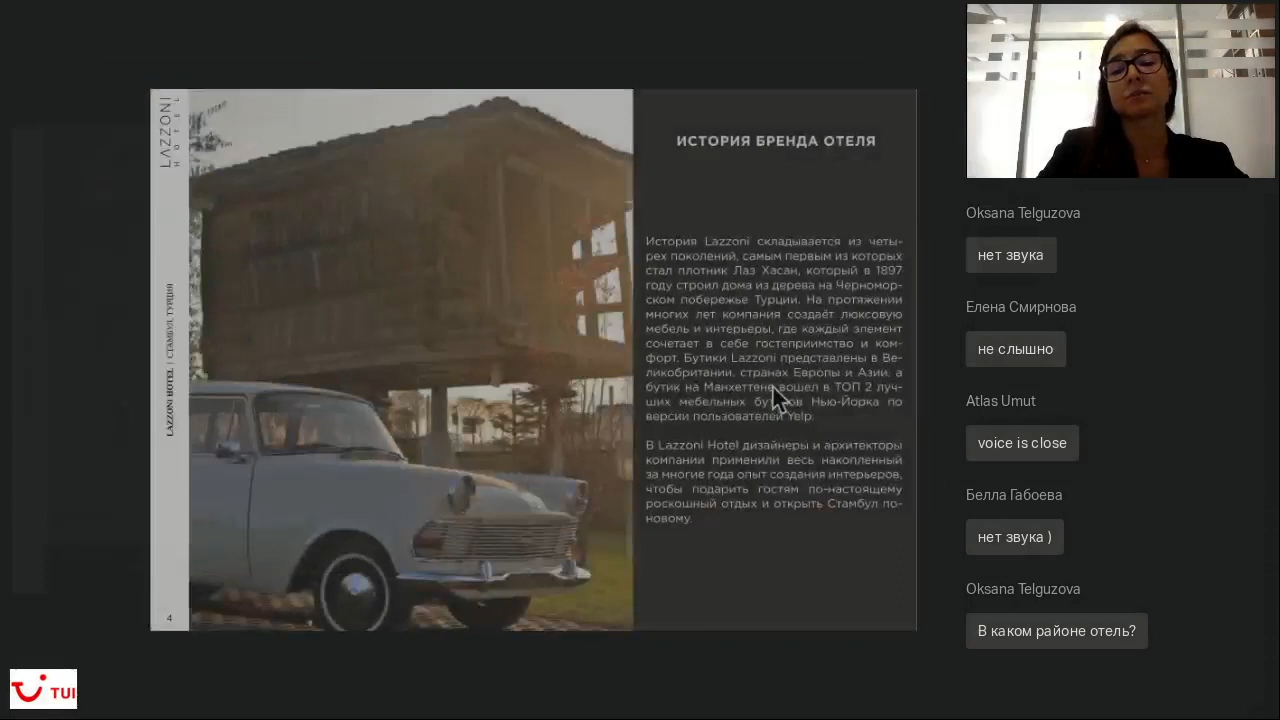 LAZZONI
HOTEL
LAZZONI HOTEL | СТАМБУЛ, ТУРЦИЯ
4
ИСТОРИЯ БРЕНДА ОТЕЛЯ
История Lazzoni складывается из четы-
рех поколений, самым первым из которых
стал плотник Лаз Хасан, который в 1897
году строил дома из дерева на Черномор-
ском побережье Турции. На протяжении
многих лет компания создаёт люксовую
мебель и интерьеры, где каждый элемент
сочетает в себе гостеприимство и ком-
форт. Бутики Lazzoni представлены в Ве-
ликобритании, странах Европы и Азии, а
бутик на Манхеттене вошел в ТОП 2 луч-
ших мебельных бутиков Нью-Йорка по
версии пользователей Yelp.
В Lazzoni Hotel дизайнеры и архитекторы
компании применили весь накопленный
за многие года опыт создания интерьеров,
чтобы подарить гостям по-настоящему
роскошный отдых и открыть Стамбул по-
новому.
Oksana Telguzova
нет звука
Елена Смирнова
не слышно
Atlas Umut
voice is close
Белла Габоева
нет звука )
Oksana Telguzova
В каком районе отель?
TUI